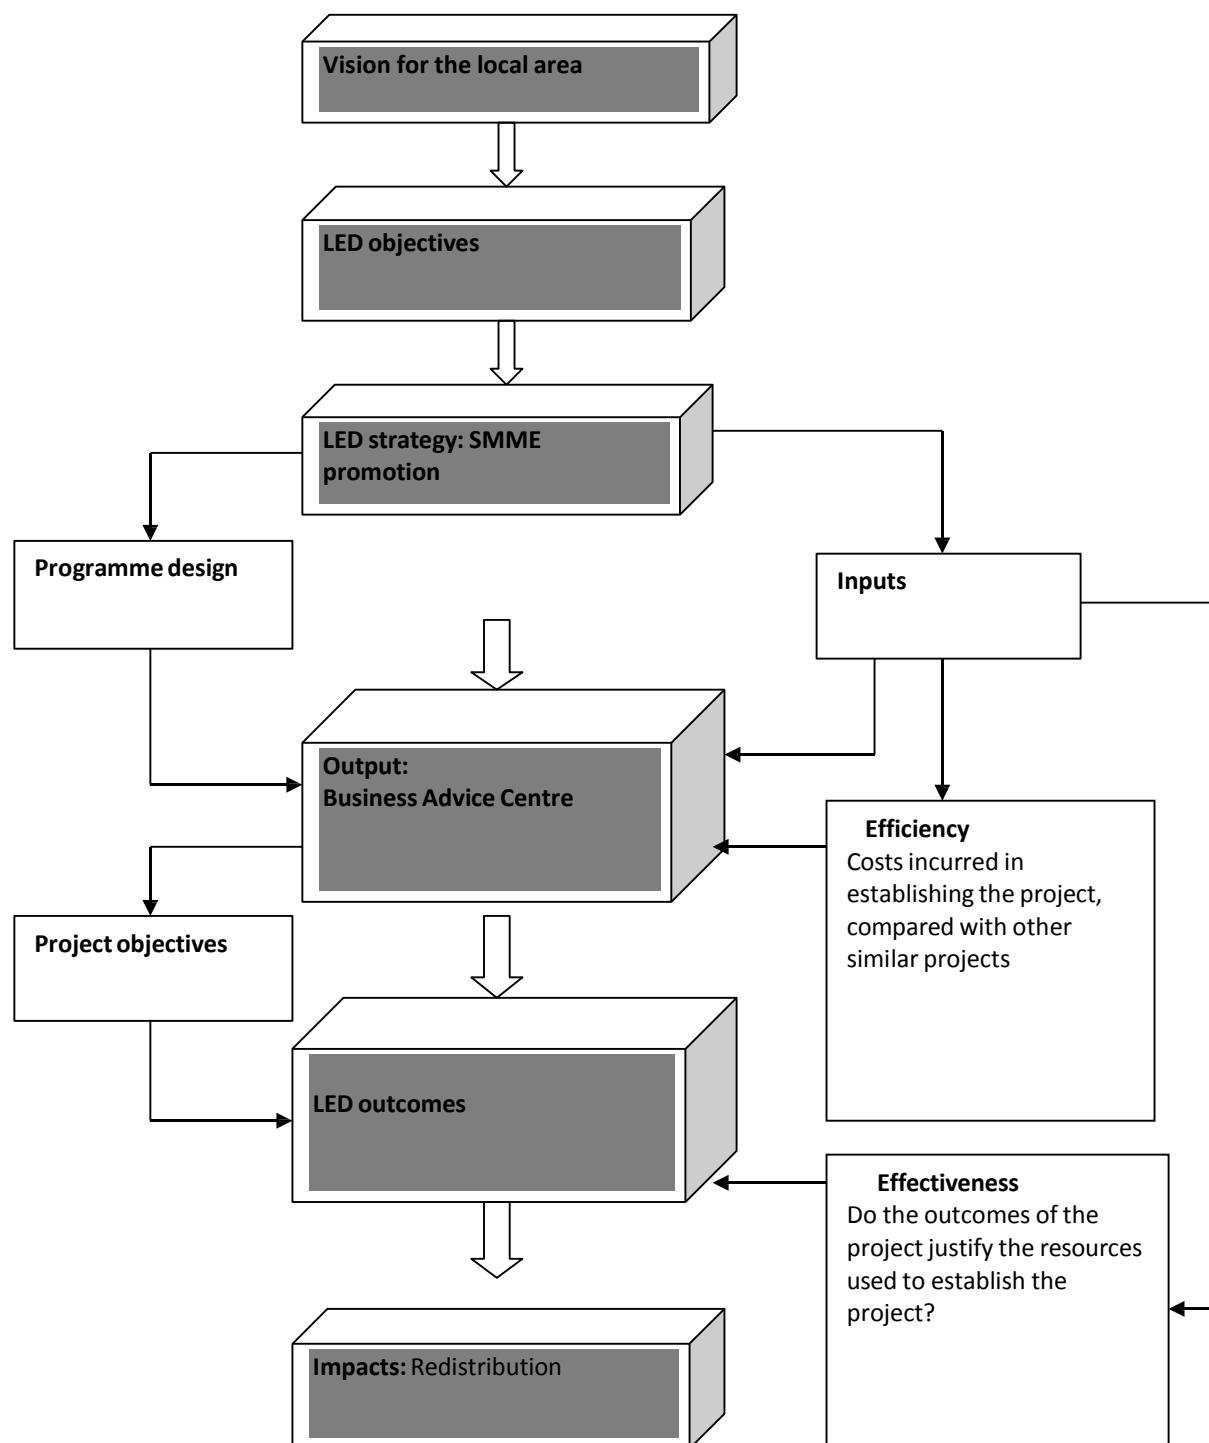 Vision for the local area
LED objectives
LED strategy: SMME
promotion
Programme design
Inputs
Output:
Business Advice Centre
Efficiency
Costs incurred in
establishing the project,
compared with other
similar projects
Project objectives
LED outcomes
Effectiveness
Do the outcomes of the
project justify the resources
used to establish the
project?
Impacts: Redistribution